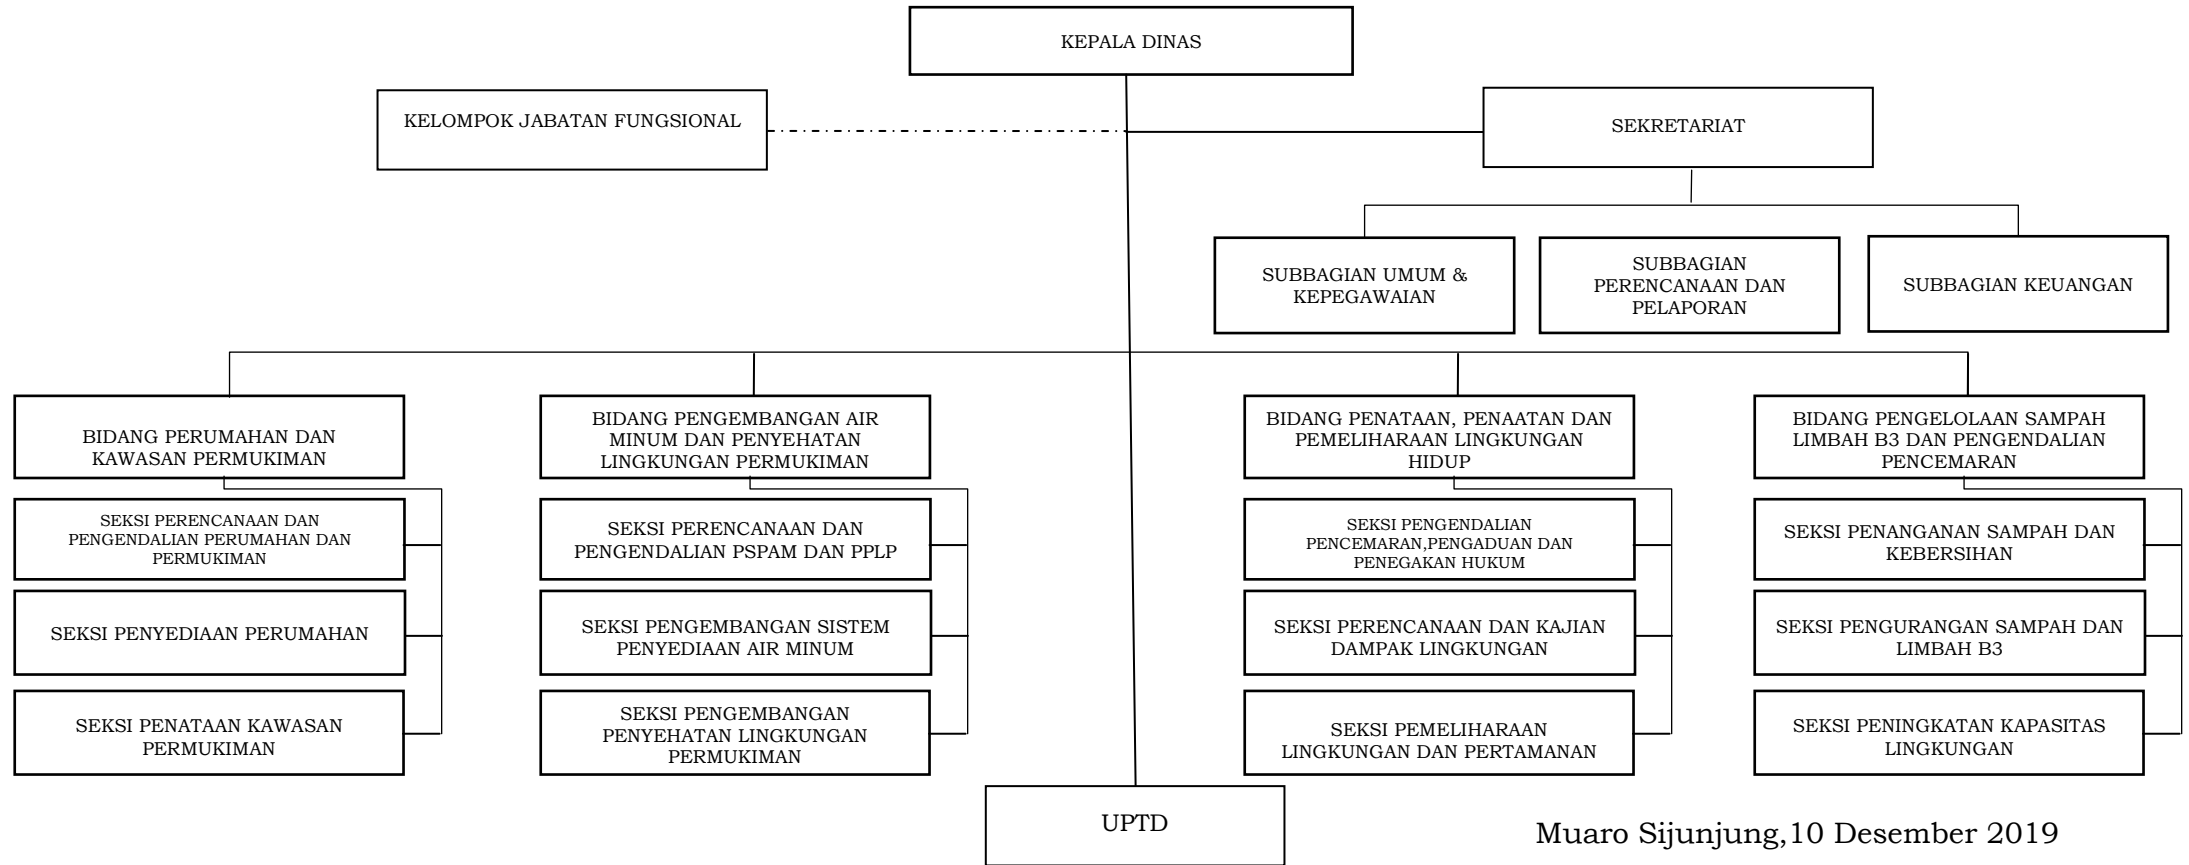 KEPALA DINAS
KELOMPOK JABATAN FUNGSIONAL
SEKRETARIAT
SUBBAGIAN UMUM &
KEPEGAWAIAN
SUBBAGIAN
PERENCANAAN DAN
PELAPORAN
SUBBAGIAN KEUANGAN
BIDANG PERUMAHAN DAN
KAWASAN PERMUKIMAN
BIDANG PENGEMBANGAN AIR
MINUM DAN PENYEHATAN
LINGKUNGAN PERMUKIMAN
BIDANG PENATAAN, PENAATAN DAN
PEMELIHARAAN LINGKUNGAN
HIDUP
BIDANG PENGELOLAAN SAMPAH
LIMBAH B3 DAN PENGENDALIAN
PENCEMARAN
SEKSI PERENCANAAN DAN
PENGENDALIAN PERUMAHAN DAN
PERMUKIMAN
SEKSI PERENCANAAN DAN
PENGENDALIAN PSPAM DAN PPLP
SEKSI PENGENDALIAN
PENCEMARAN,PENGADUAN DAN
PENEGAKAN HUKUM
SEKSI PENANGANAN SAMPAH DAN
KEBERSIHAN
SEKSI PENYEDIAAN PERUMAHAN
SEKSI PENGEMBANGAN SISTEM
PENYEDIAAN AIR MINUM
SEKSI PERENCANAAN DAN KAJIAN
DAMPAK LINGKUNGAN
SEKSI PENGURANGAN SAMPAH DAN
LIMBAH B3
SEKSI PENATAAN KAWASAN
PERMUKIMAN
SEKSI PENGEMBANGAN
PENYEHATAN LINGKUNGAN
PERMUKIMAN
SEKSI PEMELIHARAAN
LINGKUNGAN DAN PERTAMANAN
SEKSI PENINGKATAN KAPASITAS
LINGKUNGAN
UPTD
Muaro Sijunjung,10 Desember 2019